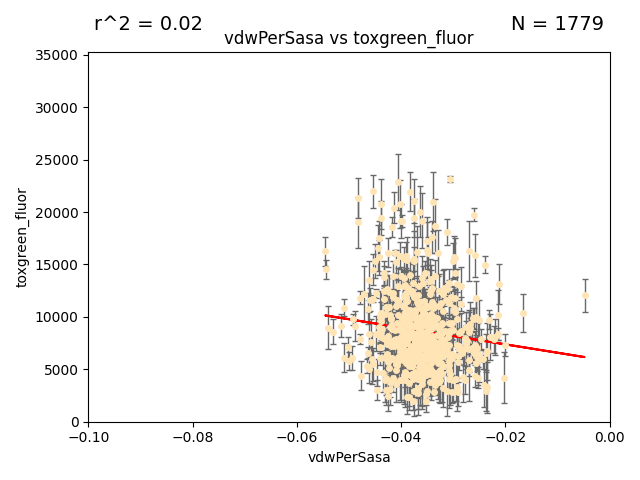 r^2 = 0.02
N = 1779
vdwPerSasa vs toxgreen_fluor
35000
30000
25000
20000
15000
10000
5000
0
toxgreen_fluor
−0.10
−0.08
−0.06
−0.04
−0.02
0.00
vdwPerSasa